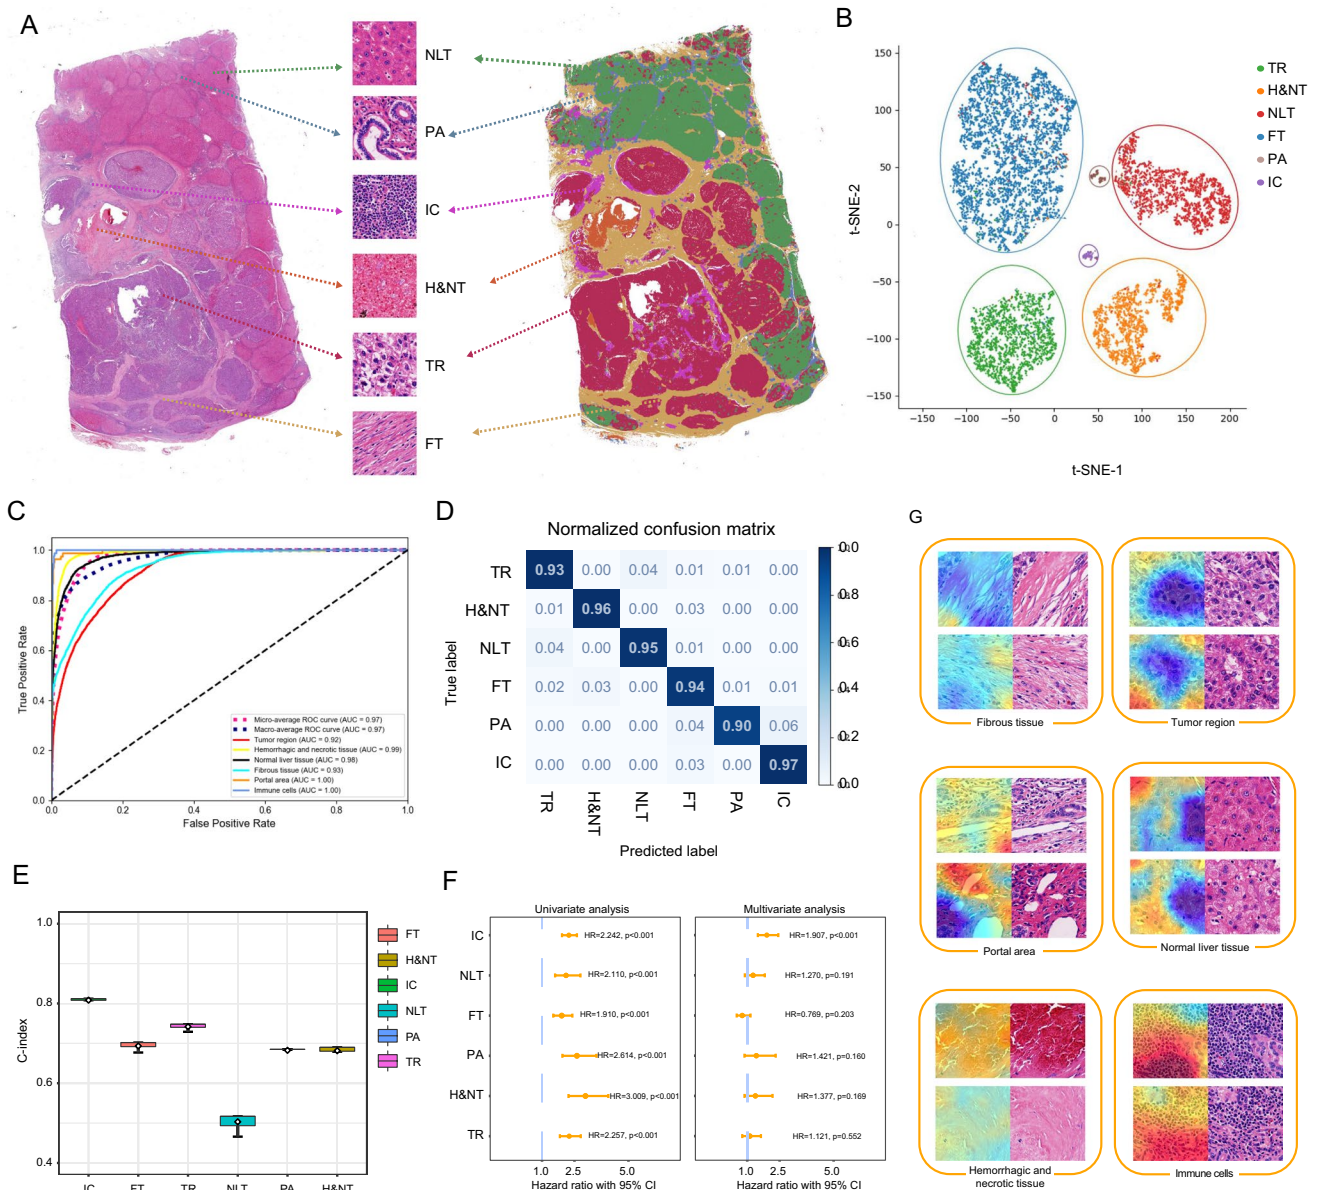 A
NLT
PA
IC
H&NT
TR
FT
B
150
100
50
0
−50
−100
−150
−150
−100
−50
0
50
100
150
200
t-SNE-2
t-SNE-1
TR
H&NT
NLT
FT
PA
IC
C
1.0
0.8
0.6
0.4
0.2
0.0
0.0
0.2
0.4
0.6
0.8
1.0
True Positive Rate
False Positive Rate
Micro-average ROC curve (AUC = 0.97)
Macro-average ROC curve (AUC = 0.97)
Tumor region (AUC = 0.92)
Hemorrhagic and necrotic tissue (AUC = 0.99)
Normal liver tissue (AUC = 0.98)
Fibrous tissue (AUC = 0.93)
Portal area (AUC = 1.00)
Immune cells (AUC = 1.00)
D
Normalized confusion matrix
TR 0.93 0.00 0.04 0.01 0.01 0.00
H&NT 0.01 0.96 0.00 0.03 0.00 0.00
NLT 0.04 0.00 0.95 0.01 0.00 0.00
FT 0.02 0.03 0.00 0.94 0.01 0.01
PA 0.00 0.00 0.00 0.04 0.90 0.06
IC 0.00 0.00 0.00 0.03 0.00 0.97
True label
TR H&NT NLT FT PA IC
Predicted label
0.8
0.6
0.4
0.2
0.0
E
1.0
0.8
0.6
0.4
C-index
IC FT TR NLT PA H&NT
FT
H&NT
IC
NLT
PA
TR
F
Univariate analysis
Multivariate analysis
IC HR=2.242, p<0.001 HR=1.907, p<0.001
NLT HR=2.110, p<0.001 HR=1.270, p=0.191
FT HR=1.910, p<0.001 HR=0.769, p=0.203
PA HR=2.614, p<0.001 HR=1.421, p=0.160
H&NT HR=3.009, p<0.001 HR=1.377, p=0.169
TR HR=2.257, p<0.001 HR=1.121, p=0.552
1.0 2.5 5.0
1.0 2.5 5.0
Hazard ratio with 95% CI
Hazard ratio with 95% CI
G
Fibrous tissue
Tumor region
Portal area
Normal liver tissue
Hemorrhagic and
necrotic tissue
Immune cells